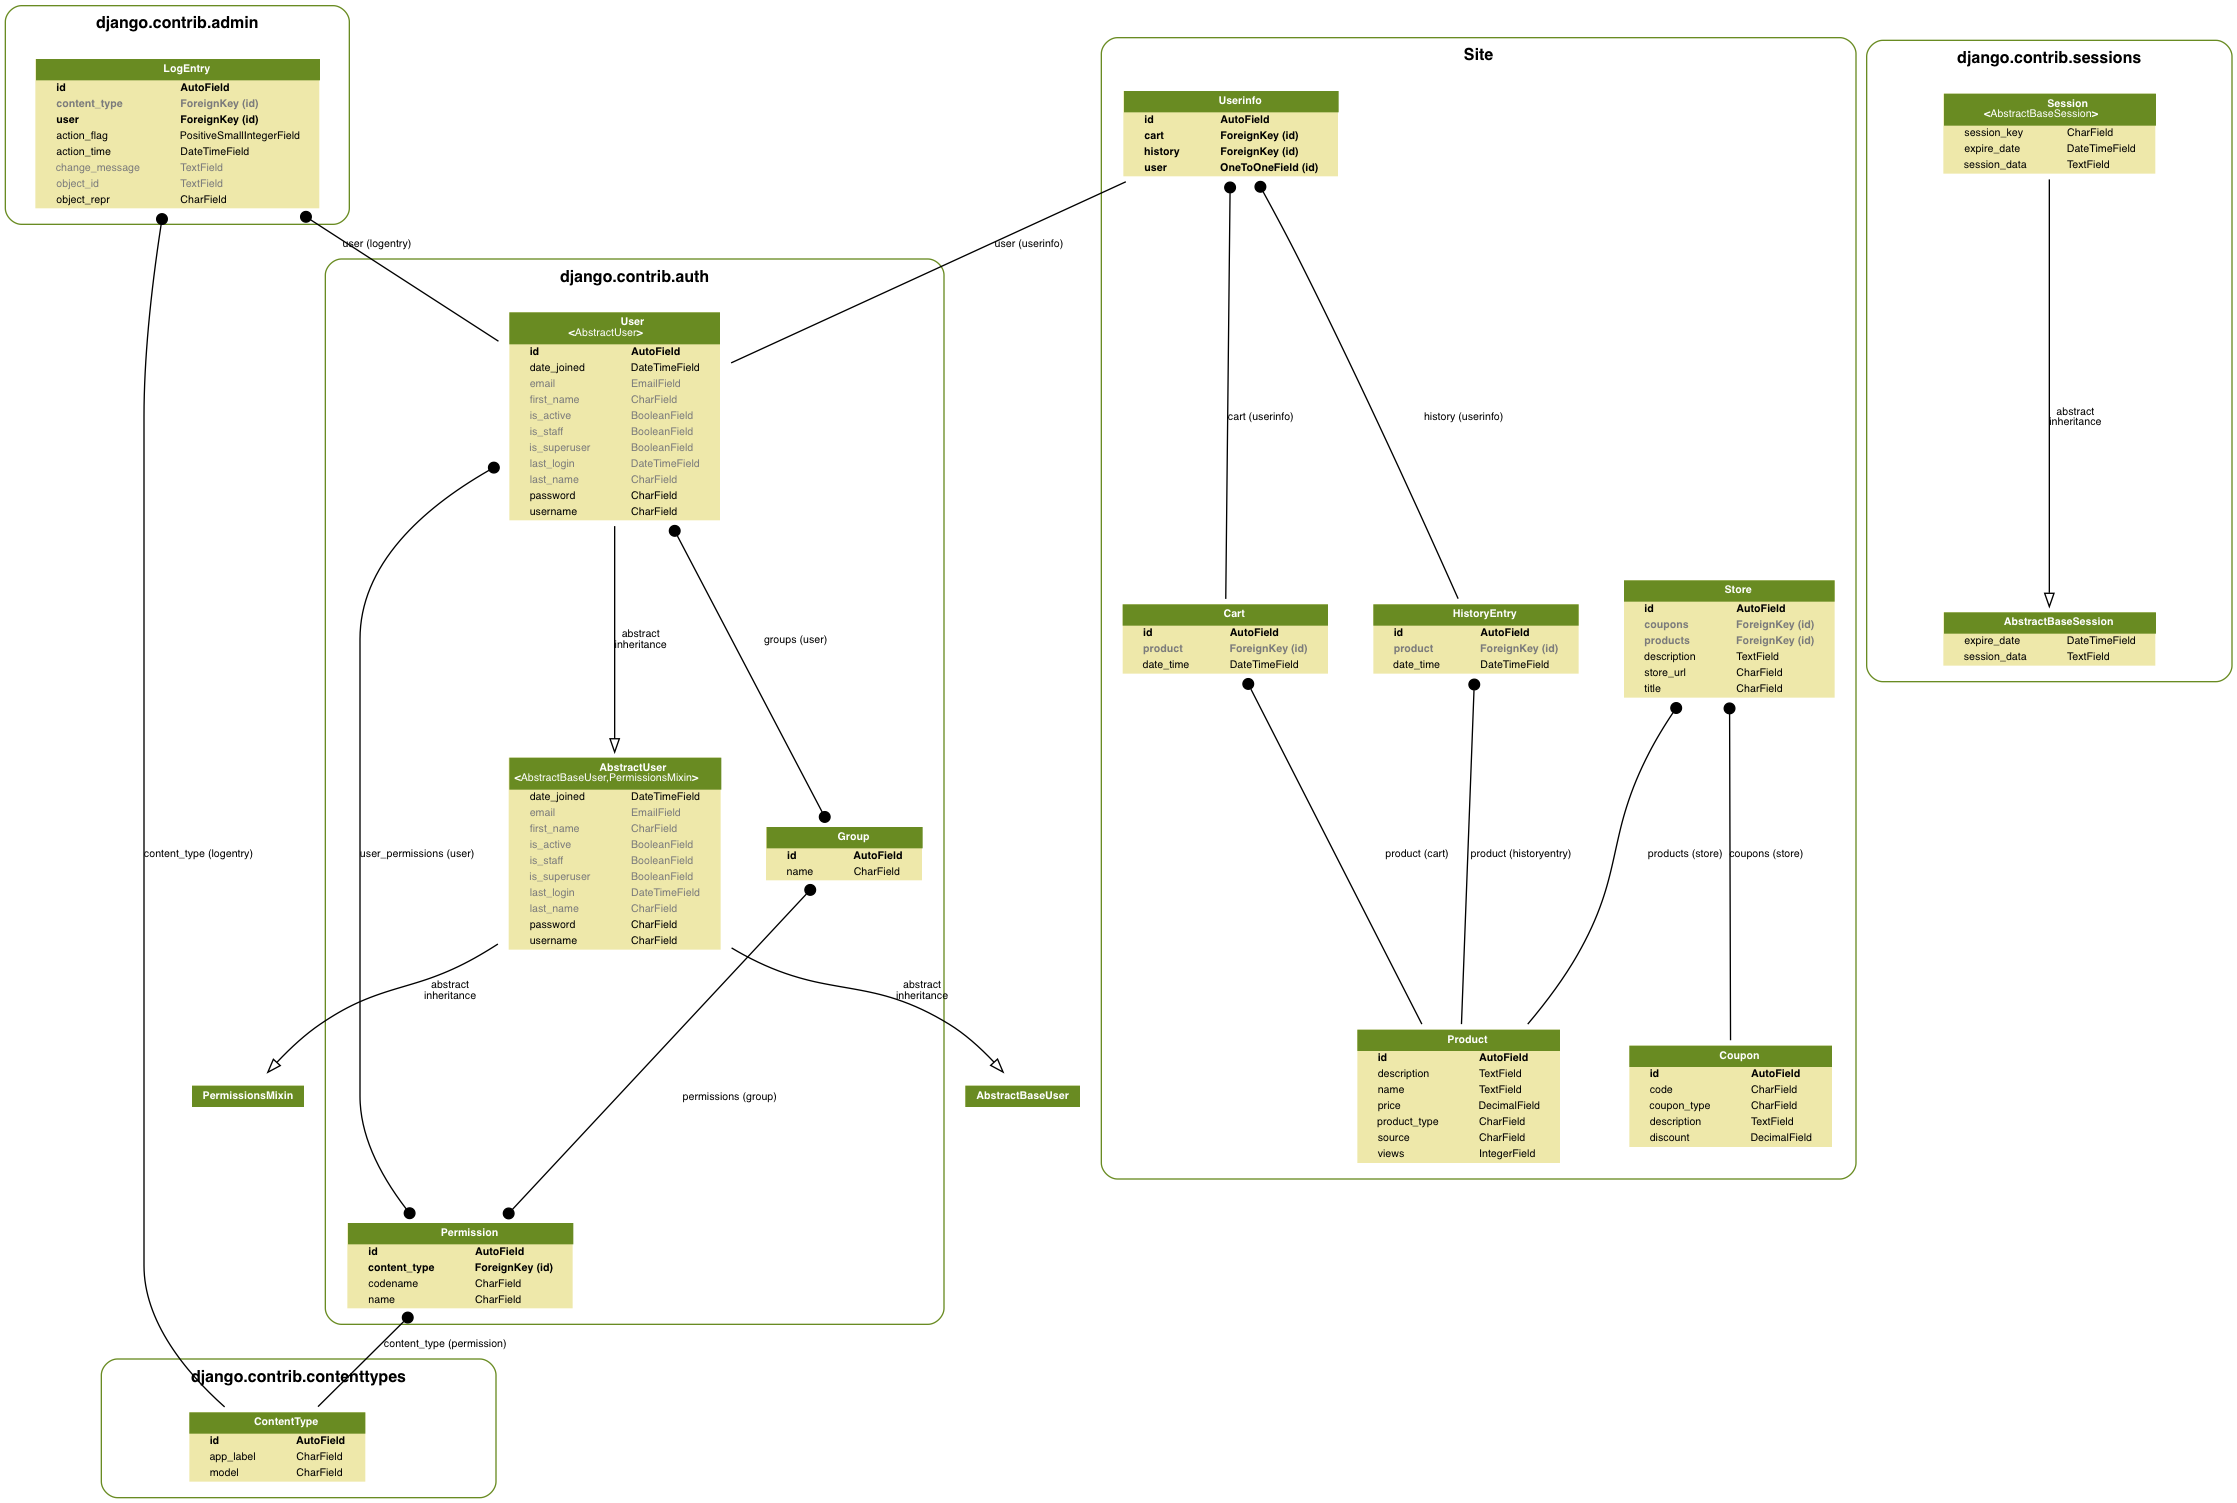 django.contrib.admin
LogEntry
id AutoField
content_type ForeignKey (id)
user ForeignKey (id)
action_flag PositiveSmallIntegerField
action_time DateTimeField
change_message TextField
object_id TextField
object_repr CharField
user (logentry)
content_type (logentry)
django.contrib.auth
User
<AbstractUser>
id AutoField
date_joined DateTimeField
email EmailField
first_name CharField
is_active BooleanField
is_staff BooleanField
is_superuser BooleanField
last_login DateTimeField
last_name CharField
password CharField
username CharField
abstract
inheritance
groups (user)
user_permissions (user)
AbstractUser
<AbstractBaseUser,PermissionsMixin>
date_joined DateTimeField
email EmailField
first_name CharField
is_active BooleanField
is_staff BooleanField
is_superuser BooleanField
last_login DateTimeField
last_name CharField
password CharField
username CharField
Group
id AutoField
name CharField
abstract
inheritance
abstract
inheritance
PermissionsMixin
permissions (group)
AbstractBaseUser
Permission
id AutoField
content_type ForeignKey (id)
codename CharField
name CharField
content_type (permission)
django.contrib.contenttypes
ContentType
id AutoField
app_label CharField
model CharField
Site
Userinfo
id AutoField
cart ForeignKey (id)
history ForeignKey (id)
user OneToOneField (id)
user (userinfo)
cart (userinfo)
history (userinfo)
Cart
id AutoField
product ForeignKey (id)
date_time DateTimeField
HistoryEntry
id AutoField
product ForeignKey (id)
date_time DateTimeField
Store
id AutoField
coupons ForeignKey (id)
products ForeignKey (id)
description TextField
store_url CharField
title CharField
product (cart)
product (historyentry)
products (store)
coupons (store)
Product
id AutoField
description TextField
name TextField
price DecimalField
product_type CharField
source CharField
views IntegerField
Coupon
id AutoField
code CharField
coupon_type CharField
description TextField
discount DecimalField
django.contrib.sessions
Session
<AbstractBaseSession>
session_key CharField
expire_date DateTimeField
session_data TextField
abstract
inheritance
AbstractBaseSession
expire_date DateTimeField
session_data TextField